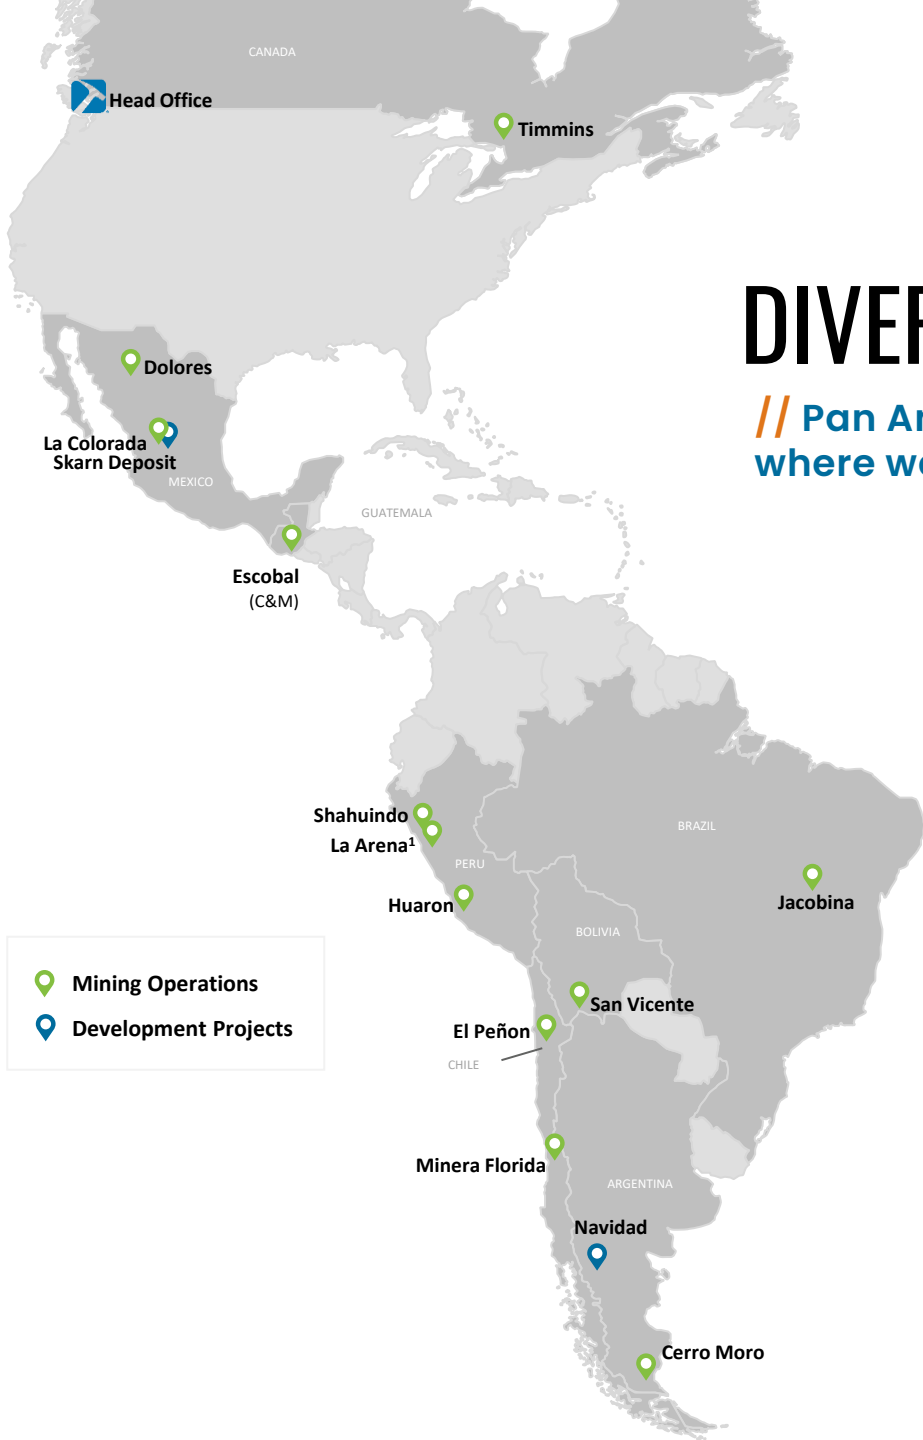 CANADA
Head Office
Timmins
DIVER
// Pan Am
where we
Dolores
La Colorada
Skarn Deposit
MEXICO
GUATEMALA
Escobal
(C&M)
Shahuindo
La Arena¹
PERU
BRAZIL
Huaron
Jacobina
BOLIVIA
Mining Operations
San Vicente
Development Projects
El Peñon
CHILE
Minera Florida
ARGENTINA
Navidad
Cerro Moro